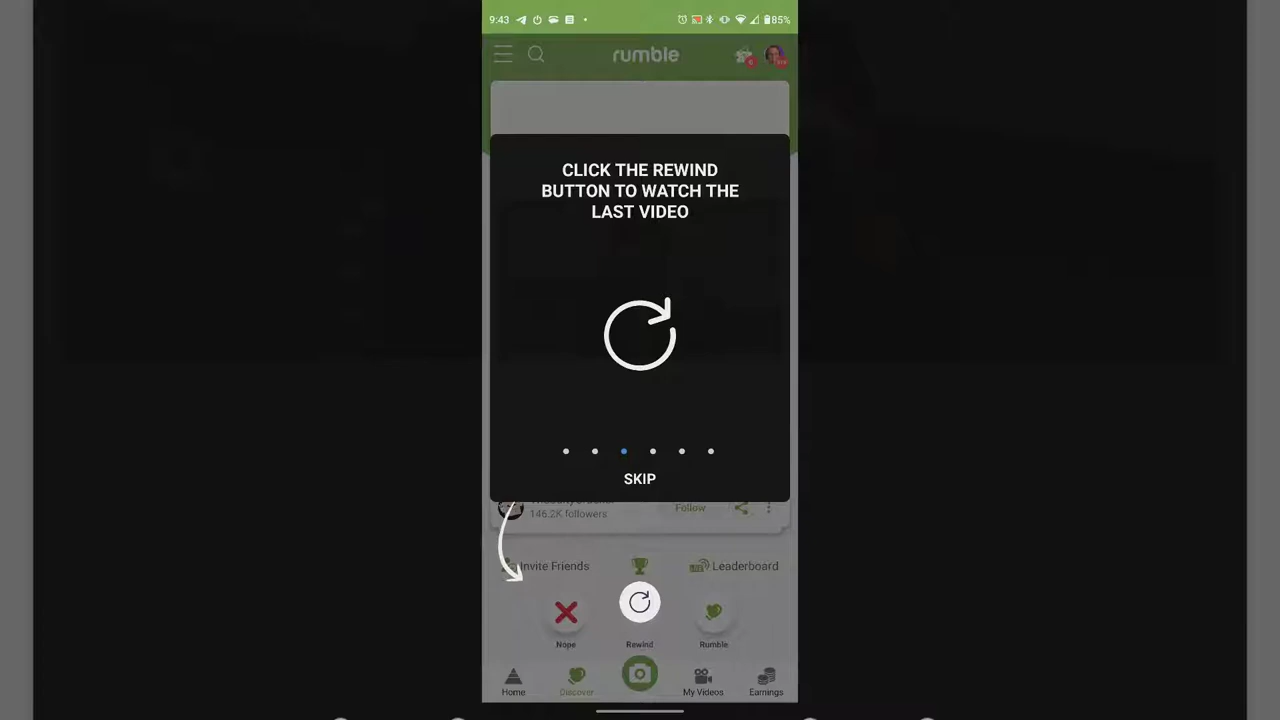 9:43
85%
rumble
6
CLICK THE REWIND
BUTTON TO WATCH THE
LAST VIDEO
SKIP
146.2K followers
Follow
Invite Friends
Leaderboard
Nope
Rewind
Rumble
Home
Discover
My Videos
Earnings